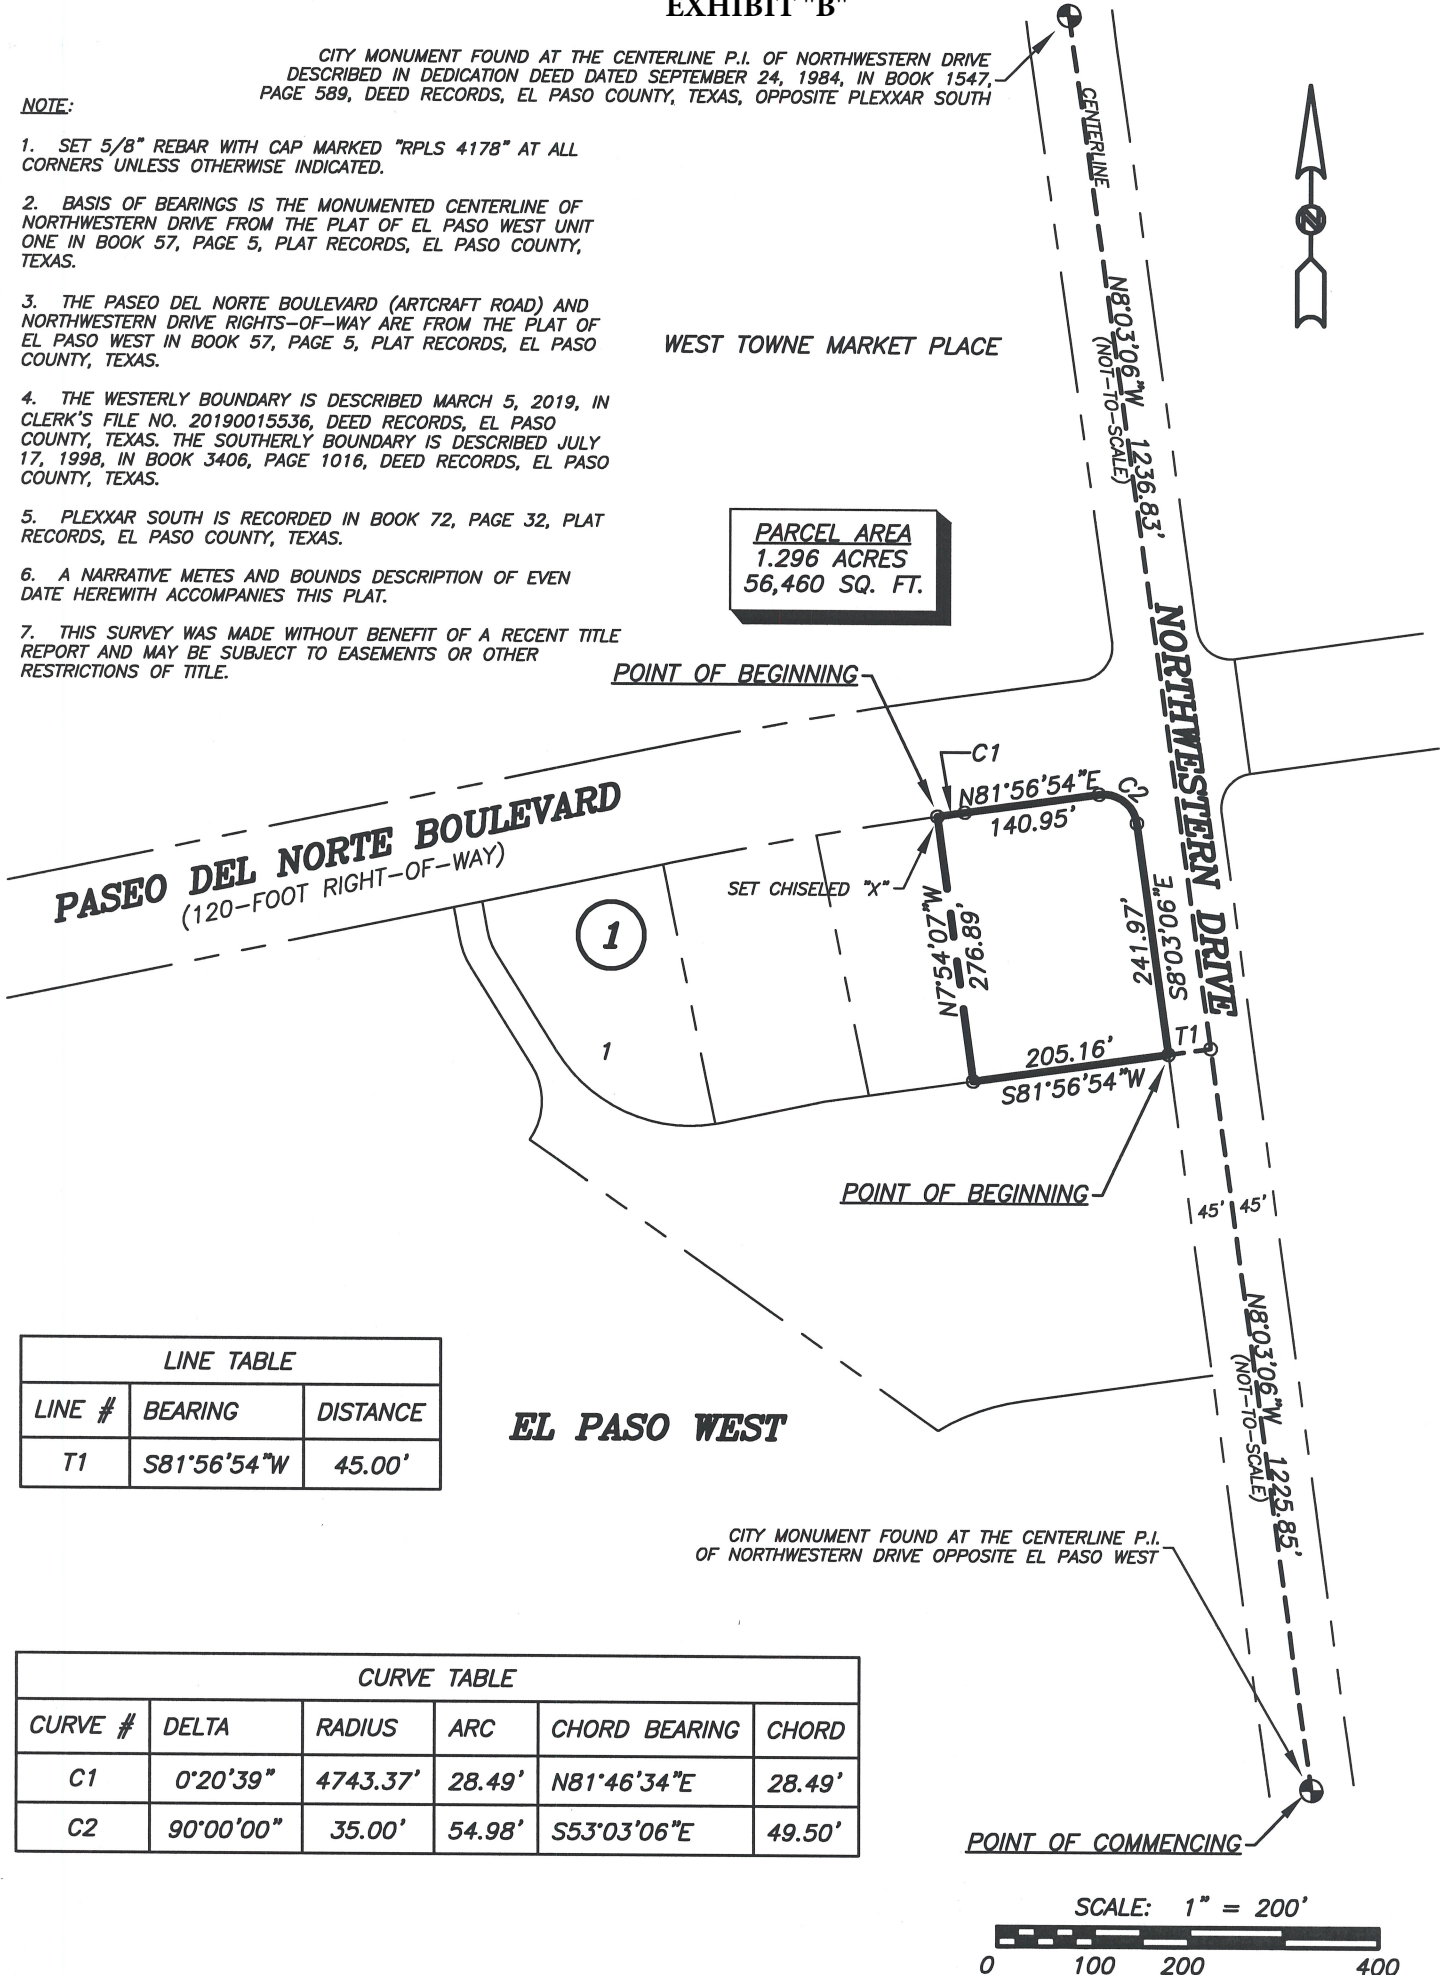 EXHIBIT "B"
CITY MONUMENT FOUND AT THE CENTERLINE P.I. OF NORTHWESTERN DRIVE
DESCRIBED IN DEDICATION DEED DATED SEPTEMBER 24, 1984, IN BOOK 1547,
PAGE 589, DEED RECORDS, EL PASO COUNTY, TEXAS, OPPOSITE PLEXXAR SOUTH
NOTE:
1. SET 5/8" REBAR WITH CAP MARKED "RPLS 4178" AT ALL
CORNERS UNLESS OTHERWISE INDICATED.
2. BASIS OF BEARINGS IS THE MONUMENTED CENTERLINE OF
NORTHWESTERN DRIVE FROM THE PLAT OF EL PASO WEST UNIT
ONE IN BOOK 57, PAGE 5, PLAT RECORDS, EL PASO COUNTY,
TEXAS.
3. THE PASEO DEL NORTE BOULEVARD (ARTCRAFT ROAD) AND
NORTHWESTERN DRIVE RIGHTS-OF-WAY ARE FROM THE PLAT OF
EL PASO WEST IN BOOK 57, PAGE 5, PLAT RECORDS, EL PASO
COUNTY, TEXAS.
4. THE WESTERLY BOUNDARY IS DESCRIBED MARCH 5, 2019, IN
CLERK'S FILE NO. 20190015536, DEED RECORDS, EL PASO
COUNTY, TEXAS. THE SOUTHERLY BOUNDARY IS DESCRIBED JULY
17, 1998, IN BOOK 3406, PAGE 1016, DEED RECORDS, EL PASO
COUNTY, TEXAS.
5. PLEXXAR SOUTH IS RECORDED IN BOOK 72, PAGE 32, PLAT
RECORDS, EL PASO COUNTY, TEXAS.
6. A NARRATIVE METES AND BOUNDS DESCRIPTION OF EVEN
DATE HEREWITH ACCOMPANIES THIS PLAT.
7. THIS SURVEY WAS MADE WITHOUT BENEFIT OF A RECENT TITLE
REPORT AND MAY BE SUBJECT TO EASEMENTS OR OTHER
RESTRICTIONS OF TITLE.
CENTERLINE
N8°03'06"W 1236.83'
(NOT-TO-SCALE)
N
WEST TOWNE MARKET PLACE
PARCEL AREA
1.296 ACRES
56,460 SQ. FT.
NORTHWESTERN DRIVE
POINT OF BEGINNING
C1
N81°56'54"E
140.95'
C2
PASEO DEL NORTE BOULEVARD
(120-FOOT RIGHT-OF-WAY)
SET CHISELED "X"
1
1
N7°54'07"W
276.89'
241.97'
S8°03'06"E
T1
205.16'
S81°56'54"W
POINT OF BEGINNING
45' 45'
N8°03'06"W 1225.85'
(NOT-TO-SCALE)
LINE TABLE
LINE # BEARING DISTANCE
T1 S81°56'54"W 45.00'
EL PASO WEST
CITY MONUMENT FOUND AT THE CENTERLINE P.I.
OF NORTHWESTERN DRIVE OPPOSITE EL PASO WEST
CURVE TABLE
CURVE # DELTA RADIUS ARC CHORD BEARING CHORD
C1 0°20'39" 4743.37' 28.49' N81°46'34"E 28.49'
C2 90°00'00" 35.00' 54.98' S53°03'06"E 49.50'
POINT OF COMMENCING
SCALE: 1" = 200'
0 100 200 400